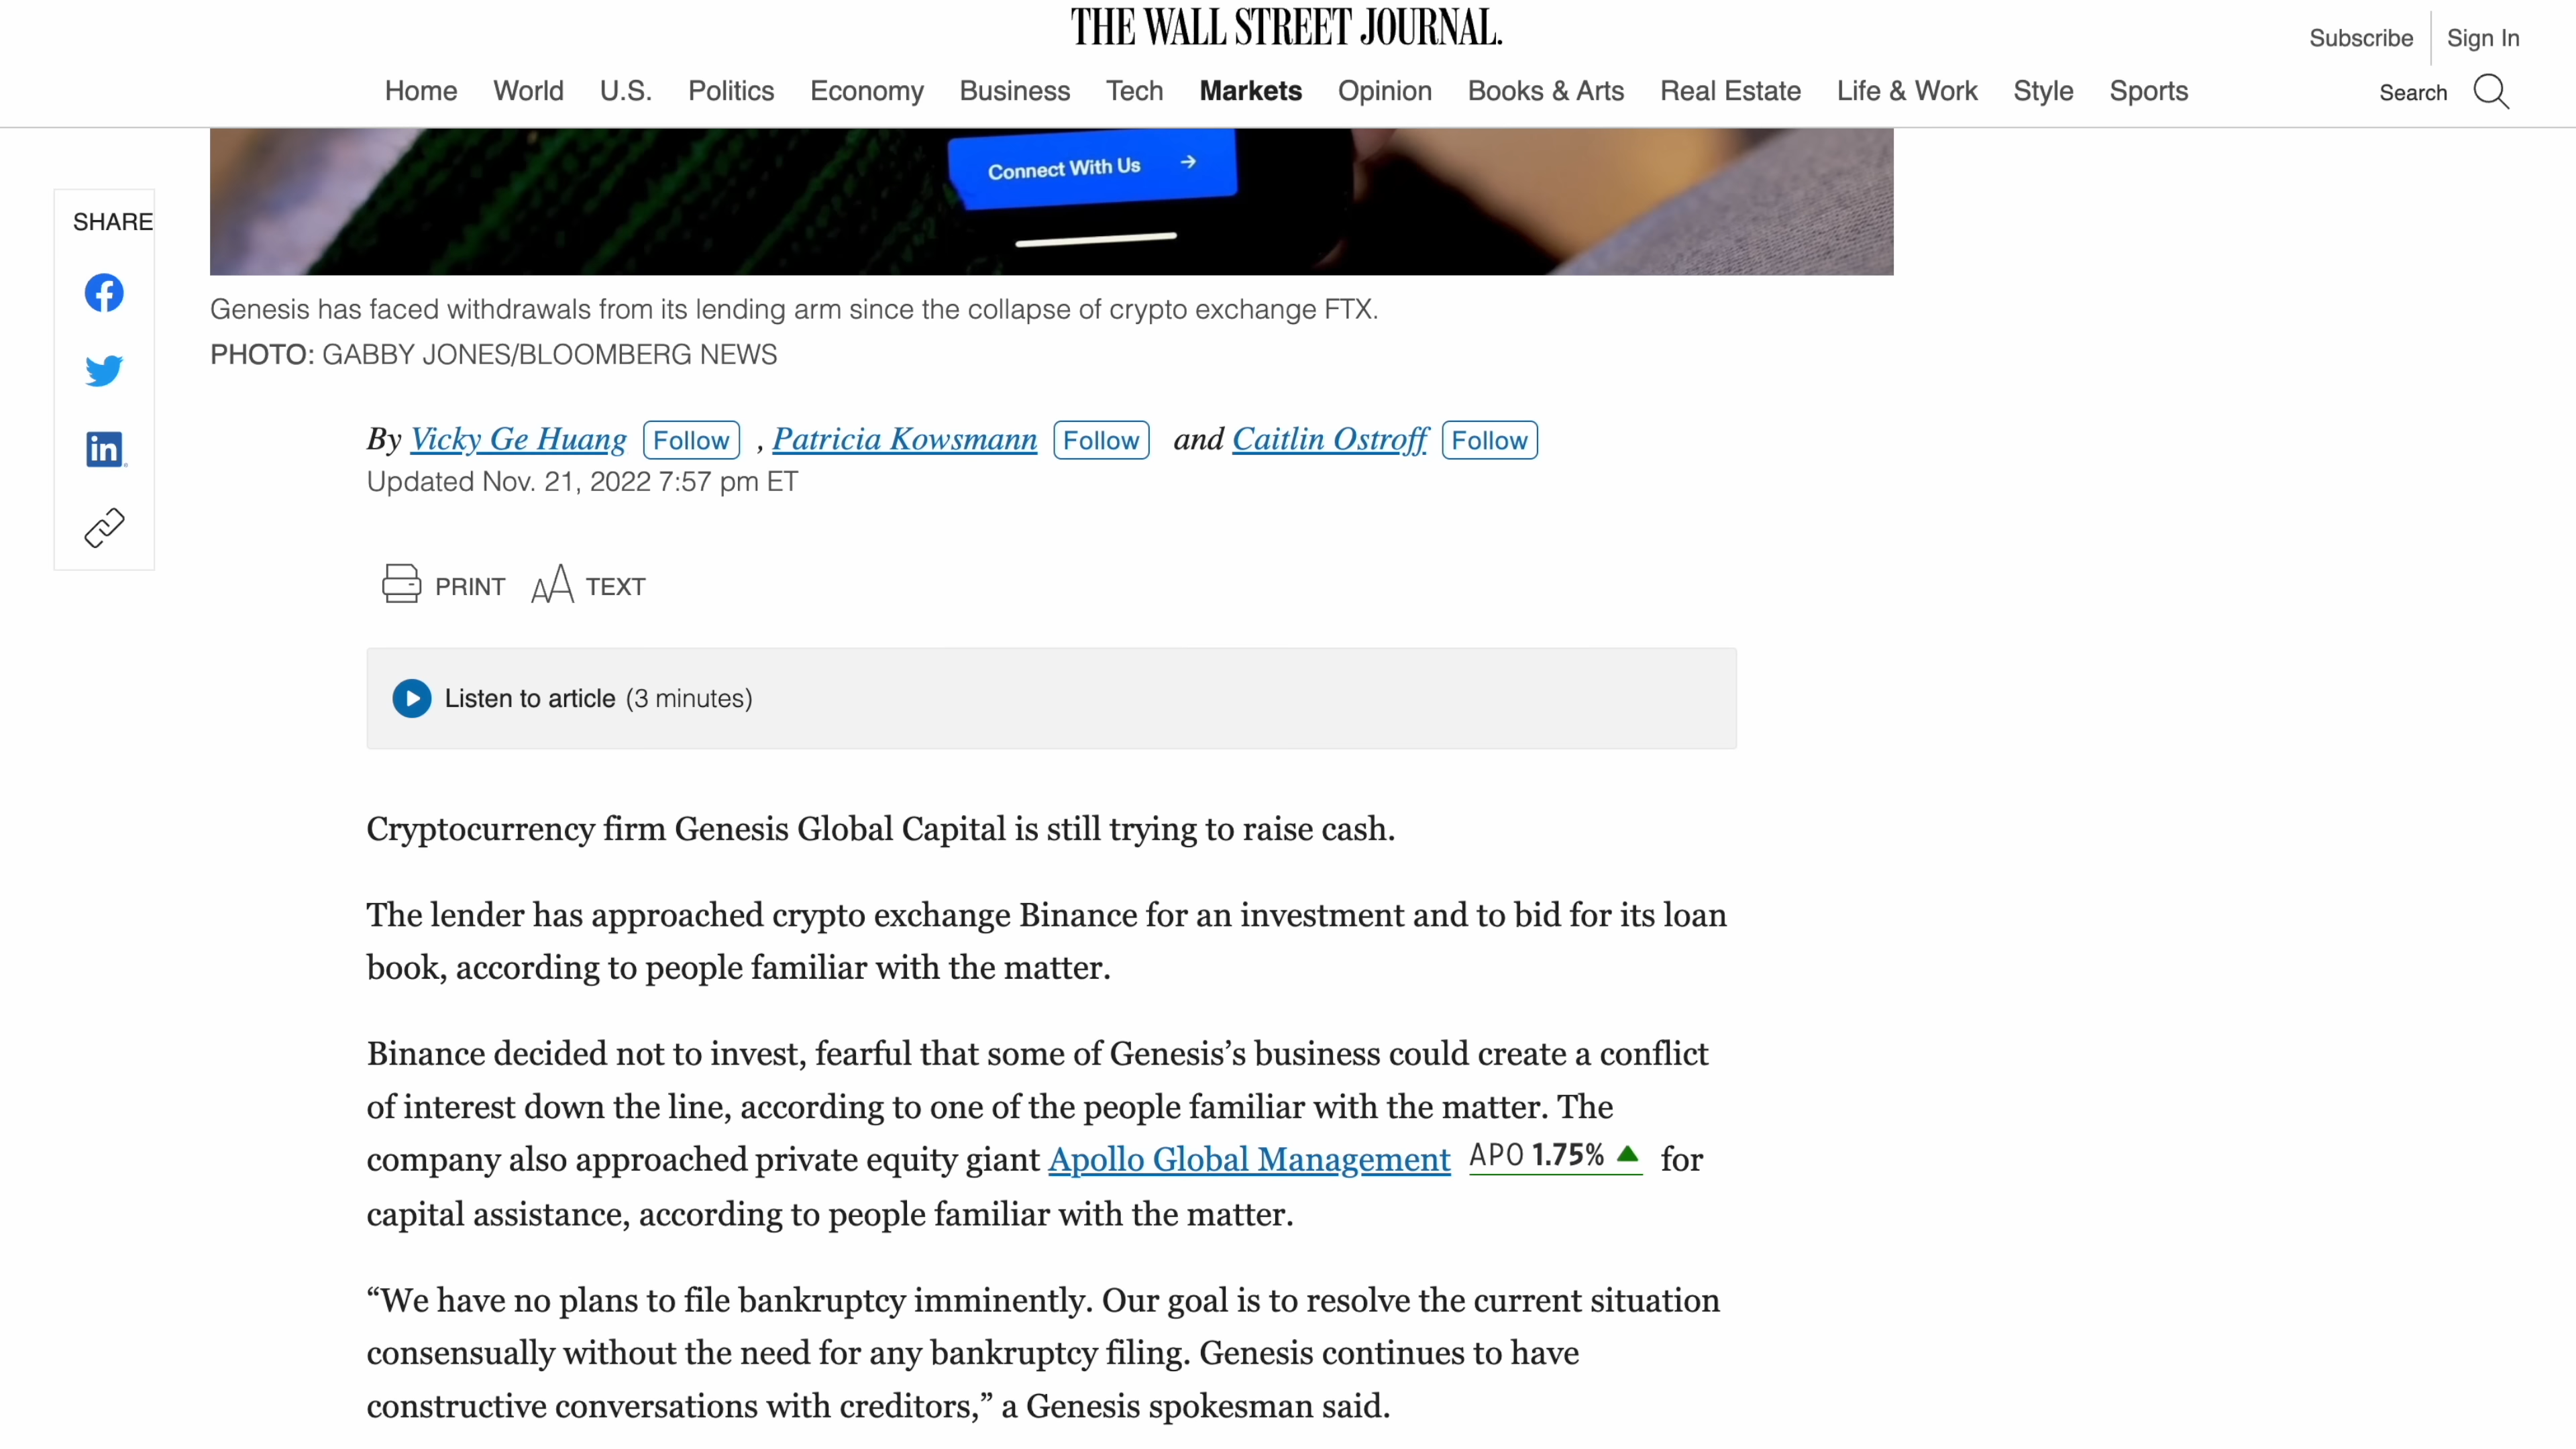 THE WALL STREET JOURNAL.
Subscribe
Sign In
Home World U.S. Politics Economy Business Tech Markets Opinion Books & Arts Real Estate Life & Work Style Sports
Search
Connect With Us →
SHARE
Genesis has faced withdrawals from its lending arm since the collapse of crypto exchange FTX.
PHOTO: GABBY JONES/BLOOMBERG NEWS
By Vicky Ge Huang Follow , Patricia Kowsmann Follow and Caitlin Ostroff Follow
Updated Nov. 21, 2022 7:57 pm ET
in
PRINT AA TEXT
Listen to article (3 minutes)
Cryptocurrency firm Genesis Global Capital is still trying to raise cash.
The lender has approached crypto exchange Binance for an investment and to bid for its loan
book, according to people familiar with the matter.
Binance decided not to invest, fearful that some of Genesis’s business could create a conflict
of interest down the line, according to one of the people familiar with the matter. The
company also approached private equity giant Apollo Global Management APO 1.75% ▲ for
capital assistance, according to people familiar with the matter.
“We have no plans to file bankruptcy imminently. Our goal is to resolve the current situation
consensually without the need for any bankruptcy filing. Genesis continues to have
constructive conversations with creditors,” a Genesis spokesman said.